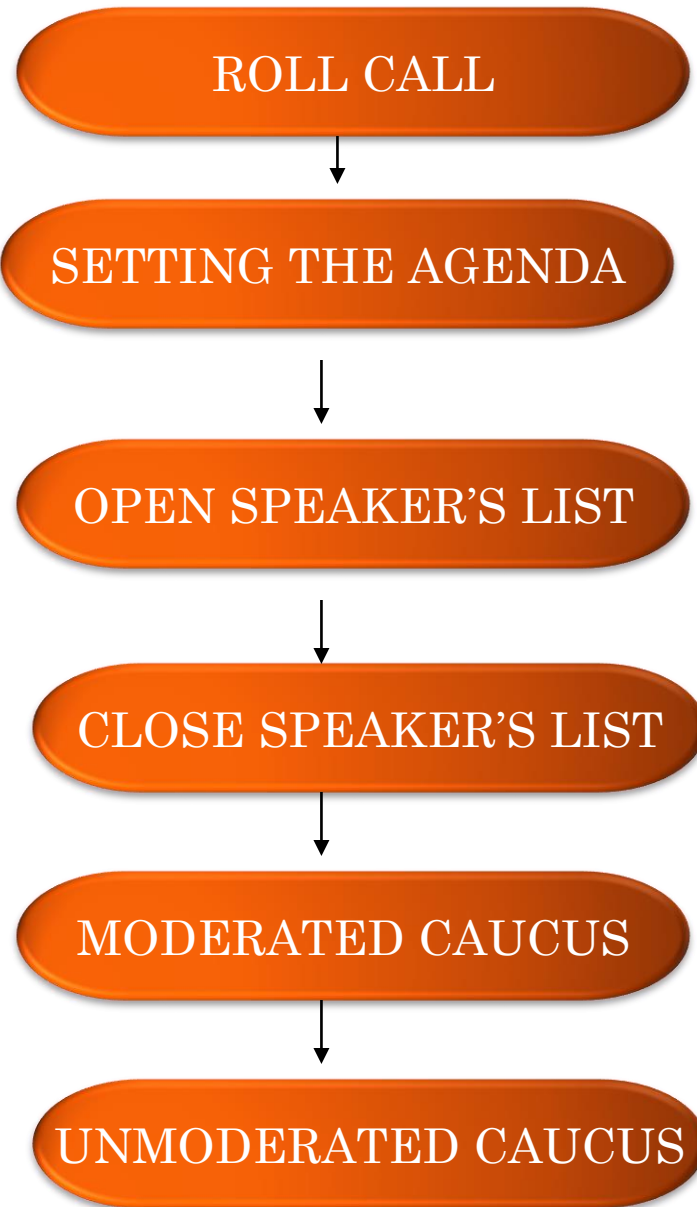 ROLL CALL
SETTING THE AGENDA
OPEN SPEAKER’S LIST
CLOSE SPEAKER’S LIST
MODERATED CAUCUS
UNMODERATED CAUCUS